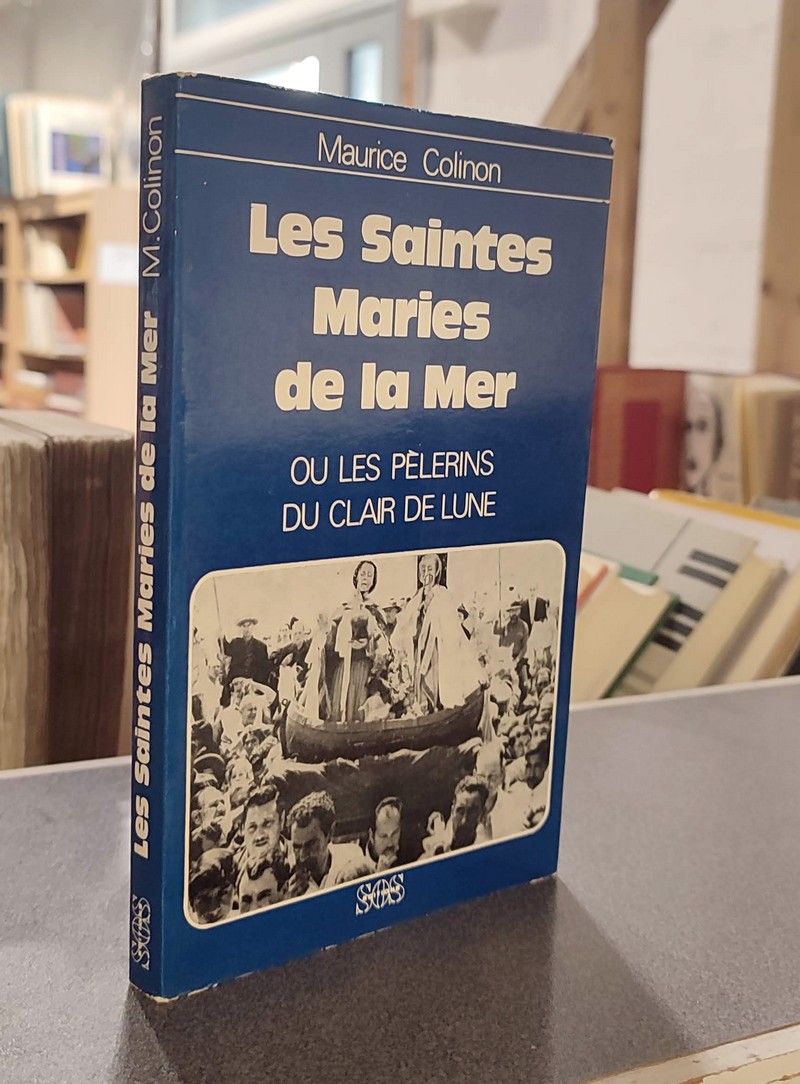 Maurice Colinon
Les Saintes
Maries
de la Mer
OU LES PÈLERINS
DU CLAIR DE LUNE
SOS
Les Saintes Maries de la Mer M. Colinon
SOS